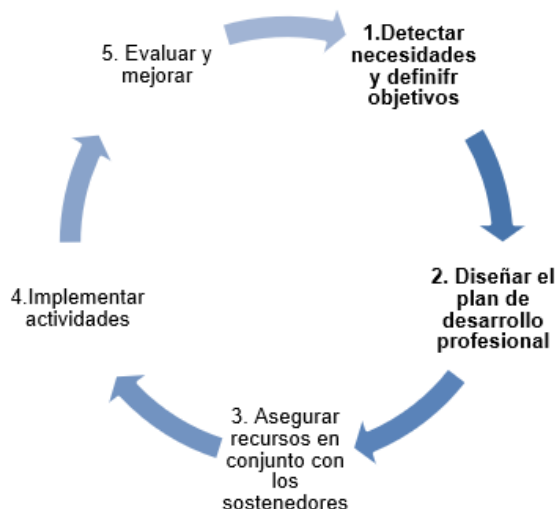 1.Detectar
necesidades
y definifr
objetivos
2. Diseñar el
plan de
desarrollo
profesional
3. Asegurar
recursos en
conjunto con
los
sostenedores
4.Implementar
actividades
5. Evaluar y
mejorar